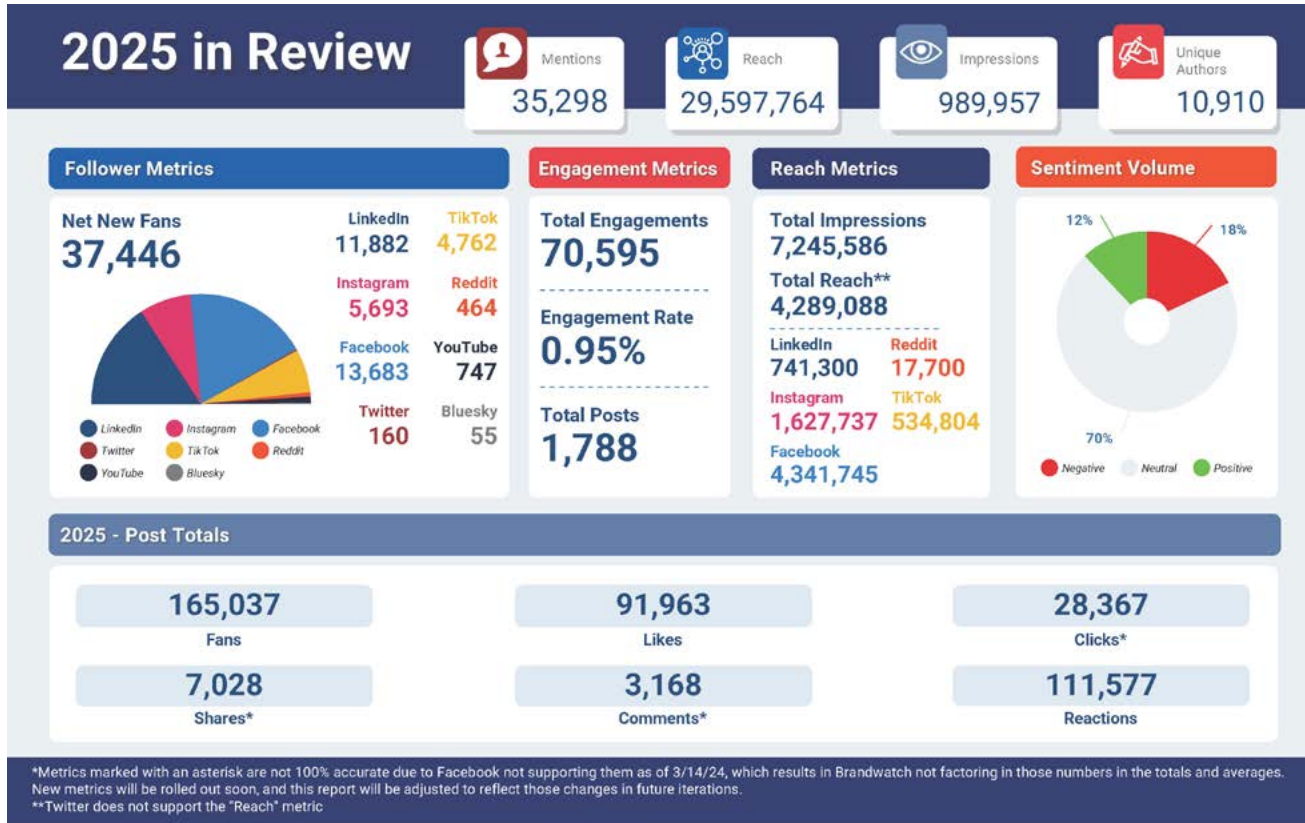 2025 in Review
Mentions
35,298
Reach
29,597,764
Impressions
989,957
Unique
Authors
10,910
Follower Metrics
Net New Fans
37,446
LinkedIn
11,882
TikTok
4,762
Instagram
5,693
Reddit
464
Facebook
13,683
YouTube
747
Twitter
160
Bluesky
55
LinkedIn
Instagram
Facebook
Twitter
TikTok
Reddit
YouTube
Bluesky
Engagement Metrics
Total Engagements
70,595
Engagement Rate
0.95%
Total Posts
1,788
Reach Metrics
Total Impressions
7,245,586
Total Reach**
4,289,088
LinkedIn
741,300
Reddit
17,700
Instagram
1,627,737
TikTok
534,804
Facebook
4,341,745
Sentiment Volume
12%
18%
70%
Negative
Neutral
Positive
2025 - Post Totals
165,037
Fans
91,963
Likes
28,367
Clicks*
7,028
Shares*
3,168
Comments*
111,577
Reactions
*Metrics marked with an asterisk are not 100% accurate due to Facebook not supporting them as of 3/14/24, which results in Brandwatch not factoring in those numbers in the totals and averages.
New metrics will be rolled out soon, and this report will be adjusted to reflect those changes in future iterations.
**Twitter does not support the "Reach" metric